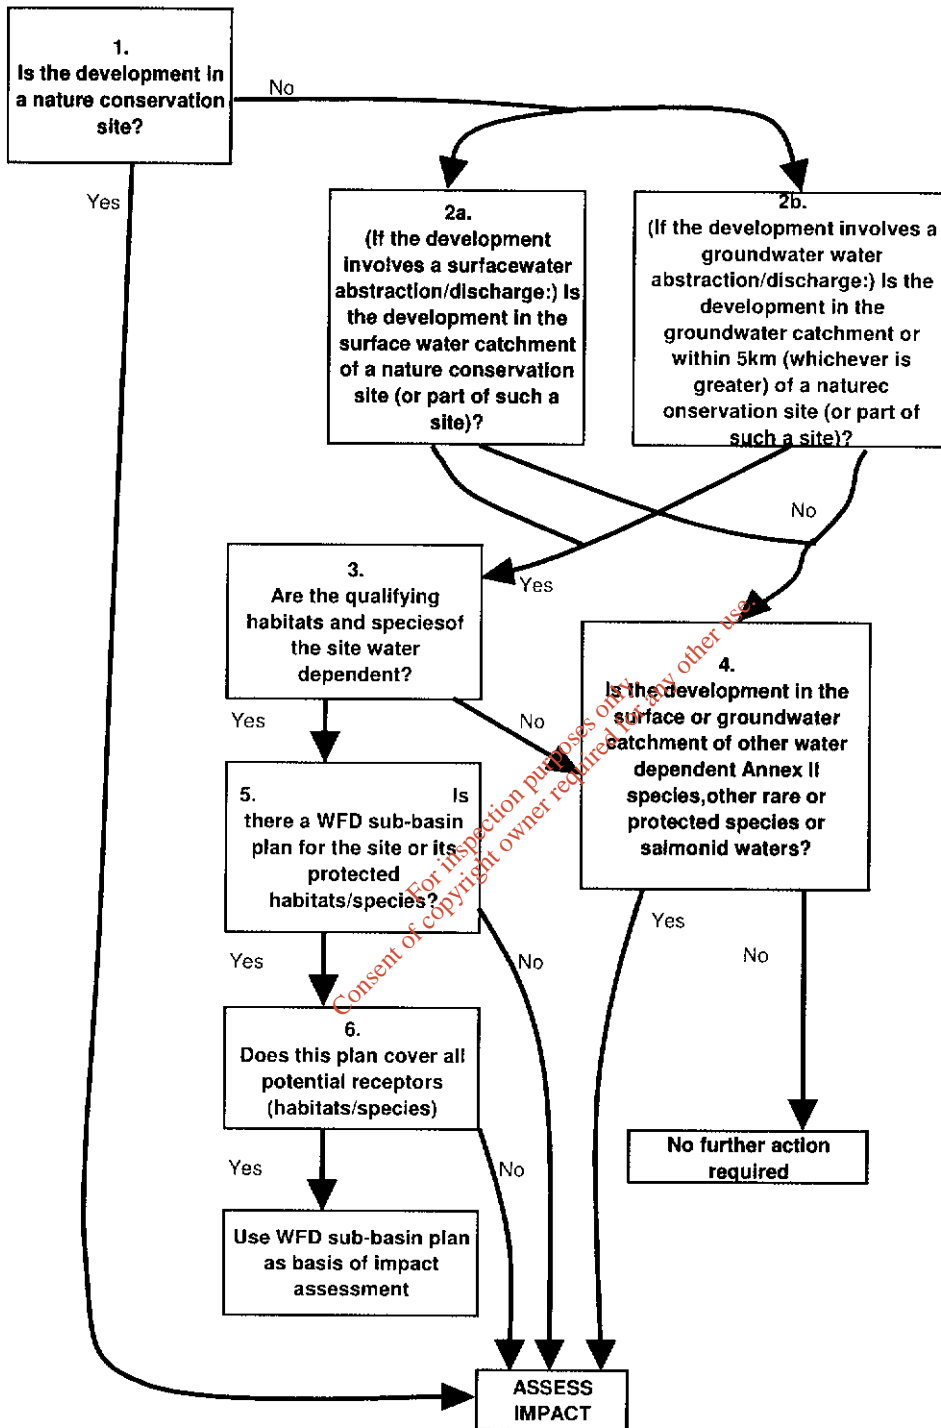 1.
Is the development in
a nature conservation
site?
No
Yes
2a.
(If the development
involves a surfacewater
abstraction/discharge:) Is
the development in the
surface water catchment
of a nature conservation
site (or part of such a
site)?
2b.
(If the development involves a
groundwater water
abstraction/discharge:) Is the
development in the
groundwater catchment or
within 5km (whichever is
greater) of a naturec
onservation site (or part of
such a site)?
No
Yes
3.
Are the qualifying
habitats and speciesof
the site water
dependent?
Yes
No
4.
Is the development in the
surface or groundwater
catchment of other water
dependent Annex II
species,other rare or
protected species or
salmonid waters?
5. Is
there a WFD sub-basin
plan for the site or its
protected
habitats/species?
Yes
No
Yes
No
6.
Does this plan cover all
potential receptors
(habitats/species)
Yes
No
No further action
required
Use WFD sub-basin plan
as basis of impact
assessment
ASSESS
IMPACT
For inspection purposes only.
Consent of copyright owner required for any other use.